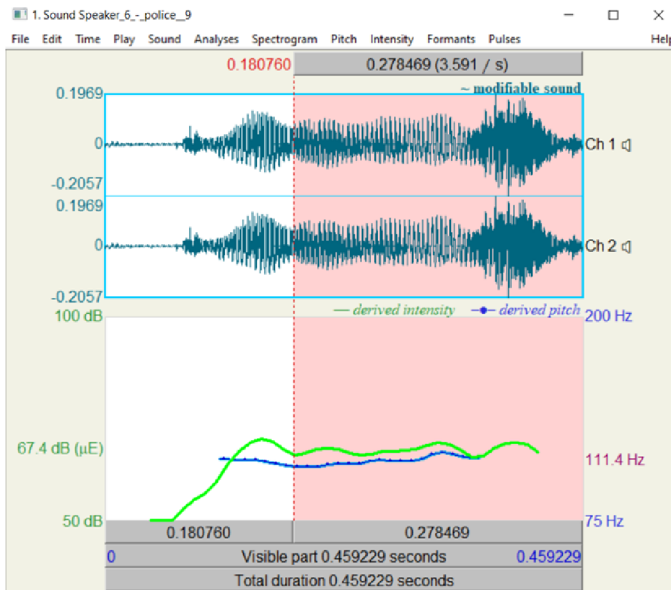 1. Sound Speaker_6_-_police__9
File Edit Time Play Sound Analyses Spectrogram Pitch Intensity Formants Pulses Help
0.180760 0.278469 (3.591 / s)
~ modifiable sound
0.1969
0 Ch 1
-0.2057
0.1969
0 Ch 2
-0.2057
derived intensity derived pitch
100 dB 200 Hz
67.4 dB (µE) 111.4 Hz
50 dB 75 Hz
0.180760 0.278469
0 Visible part 0.459229 seconds 0.459229
Total duration 0.459229 seconds